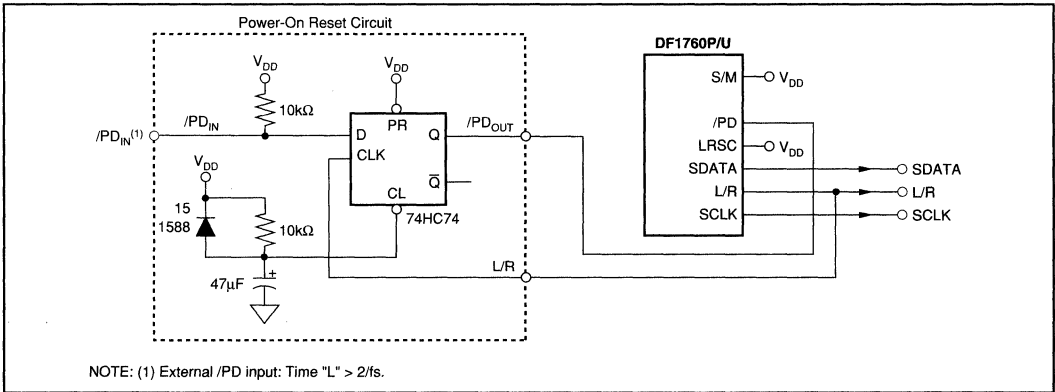 Power-On Reset Circuit
DF1760P/U
V_DD
V_DD
S/M
V_DD
10kΩ
/PD_IN(1)
/PD_IN
D
PR
Q
/PD_OUT
/PD
CLK
LRSC
V_DD
V_DD
Q̅
SDATA
SDATA
CL
L/R
L/R
15
1588
10kΩ
74HC74
SCLK
SCLK
L/R
+
47µF
NOTE: (1) External /PD input: Time "L" > 2/fs.